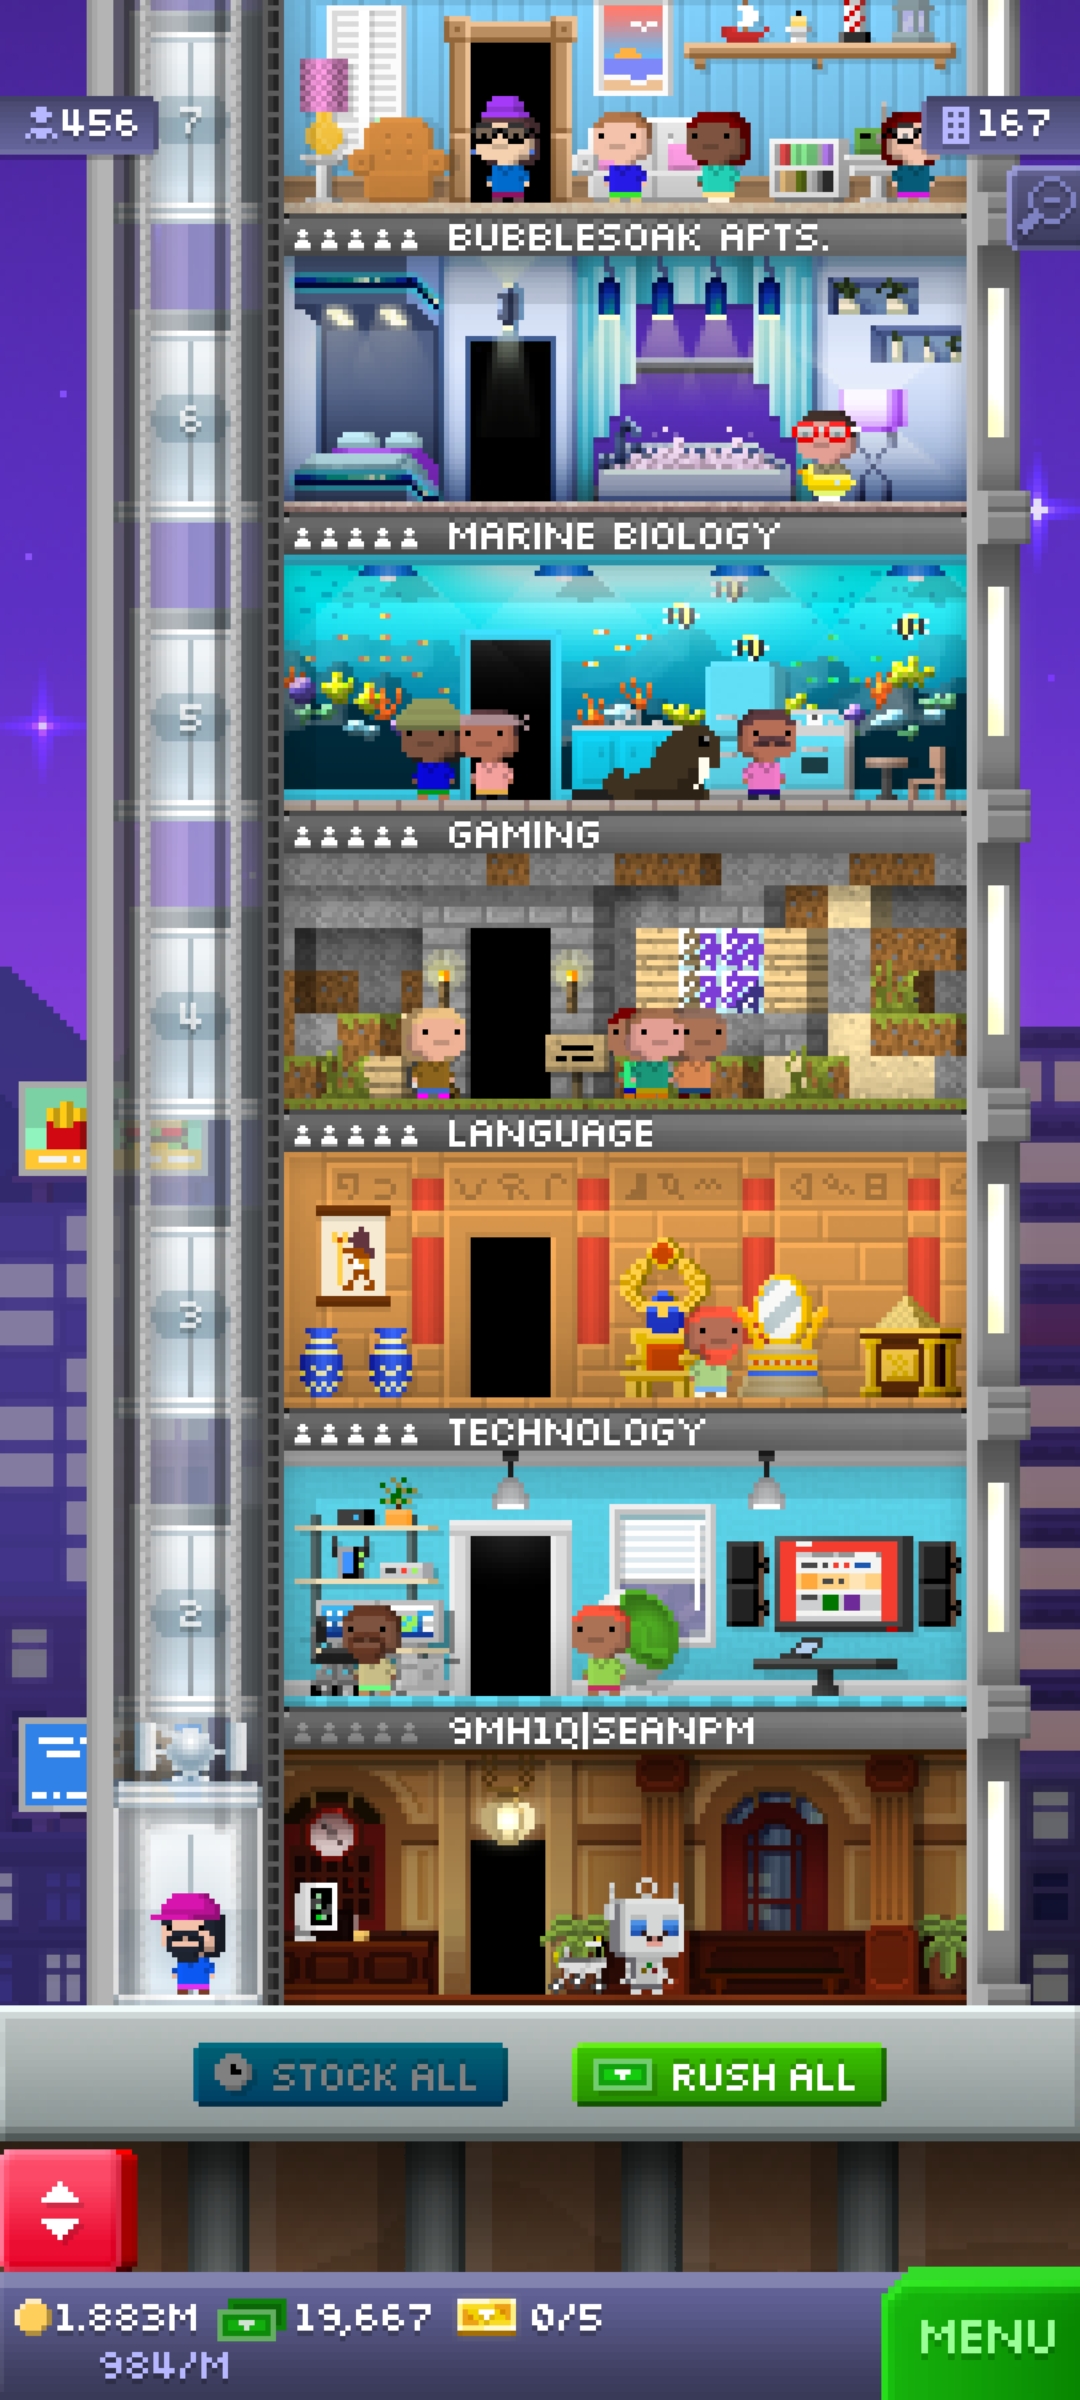 7
456
167
BUBBLESOAK APTS.
6
MARINE BIOLOGY
5
GAMING
4
LANGUAGE
3
TECHNOLOGY
2
9MH1Q|SEANPM
STOCK ALL
RUSH ALL
1.883M
19,667
0/5
984/M
MENU